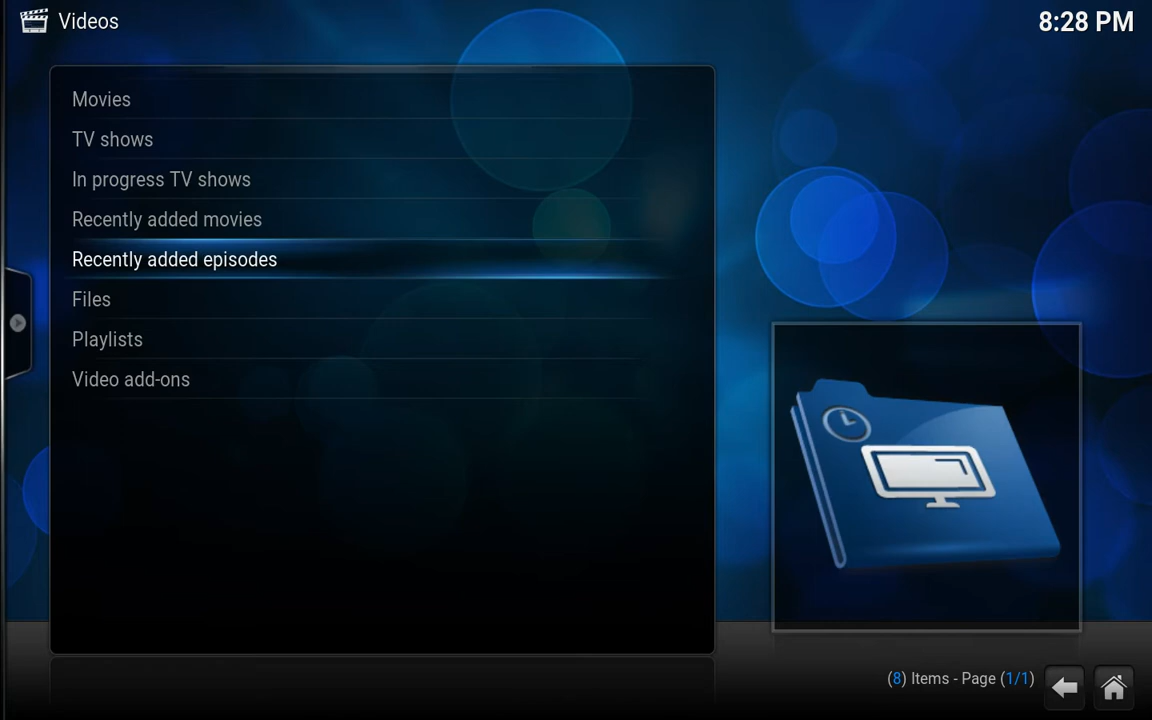 Videos
8:28 PM
Movies
TV shows
In progress TV shows
Recently added movies
Recently added episodes
Files
Playlists
Video add-ons
(8) Items - Page (1/1)